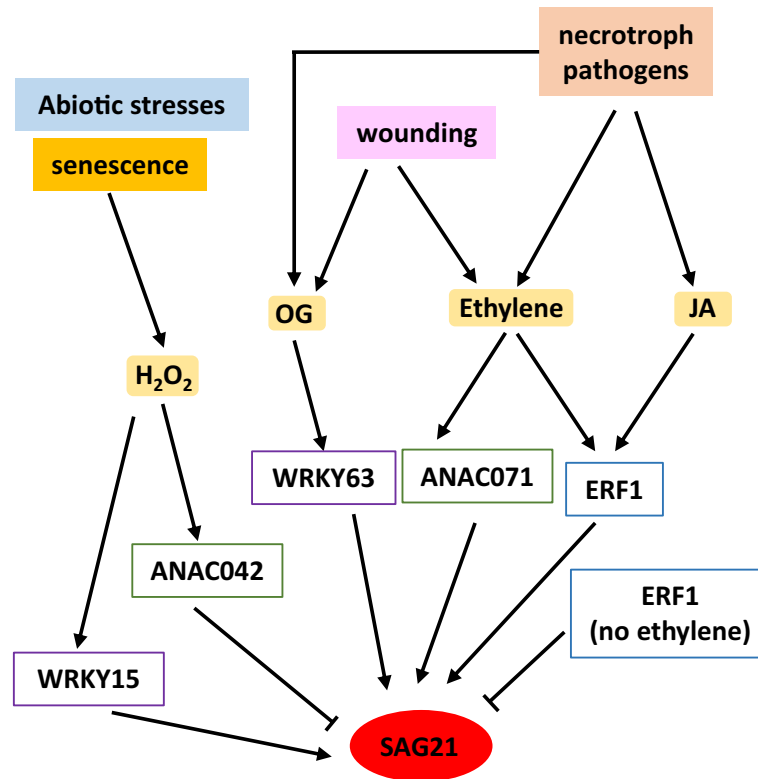 necrotroph
pathogens
Abiotic stresses
wounding
senescence
OG
Ethylene
JA
H₂O₂
WRKY63
ANAC071
ERF1
ANAC042
ERF1
(no ethylene)
WRKY15
SAG21